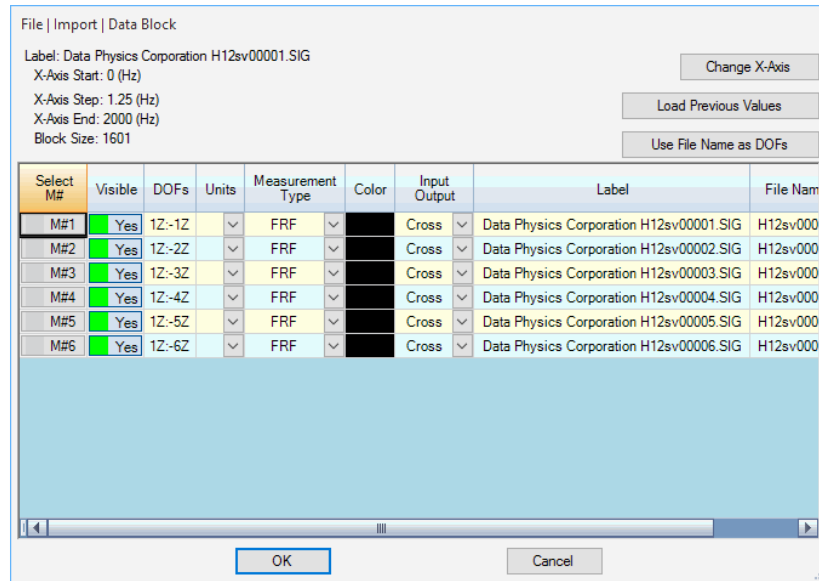 File | Import | Data Block
Label: Data Physics Corporation H12sv00001.SIG
X-Axis Start: 0 (Hz)
X-Axis Step: 1.25 (Hz)
X-Axis End: 2000 (Hz)
Block Size: 1601
Change X-Axis
Load Previous Values
Use File Name as DOFs
Select M# Visible DOFs Units Measurement Type Color Input Output Label File Nam
M#1 Yes 1Z:-1Z FRF Cross Data Physics Corporation H12sv00001.SIG H12sv000
M#2 Yes 1Z:-2Z FRF Cross Data Physics Corporation H12sv00002.SIG H12sv000
M#3 Yes 1Z:-3Z FRF Cross Data Physics Corporation H12sv00003.SIG H12sv000
M#4 Yes 1Z:-4Z FRF Cross Data Physics Corporation H12sv00004.SIG H12sv000
M#5 Yes 1Z:-5Z FRF Cross Data Physics Corporation H12sv00005.SIG H12sv000
M#6 Yes 1Z:-6Z FRF Cross Data Physics Corporation H12sv00006.SIG H12sv000
OK Cancel